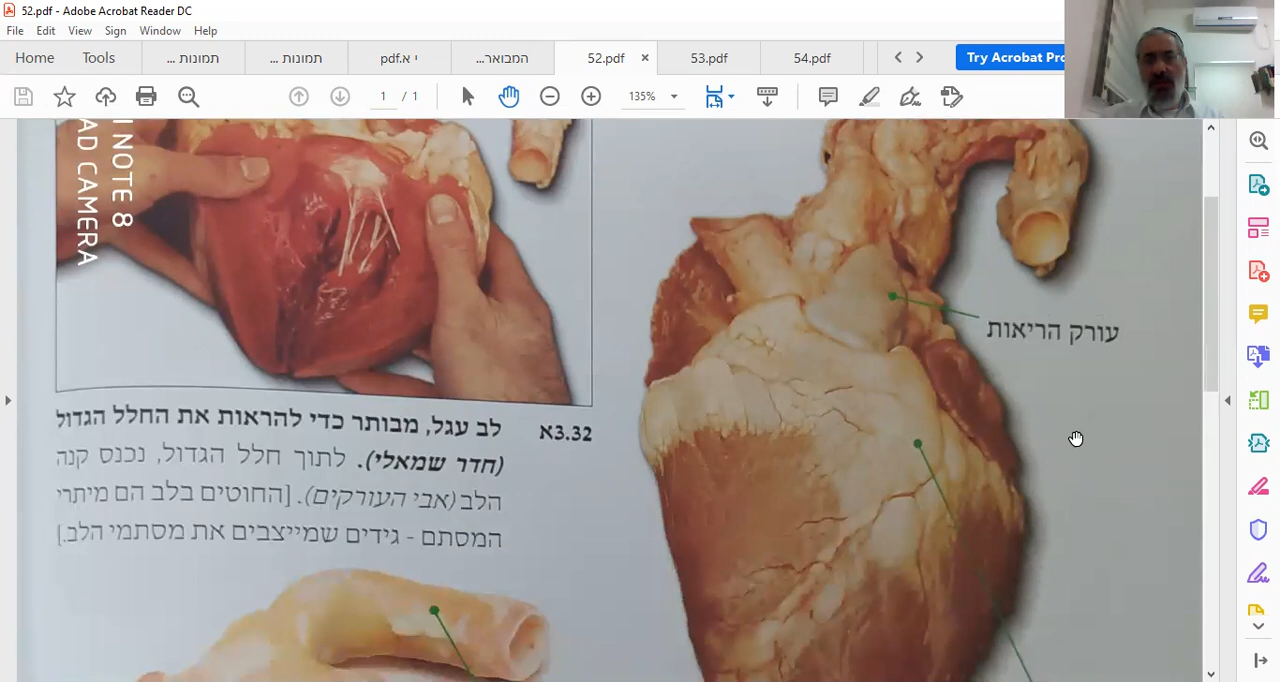 52.pdf - Adobe Acrobat Reader DC
File Edit View Sign Window Help
Home Tools תמונות ... תמונות ... י א.pdf המבואר... 52.pdf × 53.pdf 54.pdf Try Acrobat Pro
1 / 1 135%
I NOTE 8
AD CAMERA
עורק הריאות
3.32א לב עגל, מבותר כדי להראות את החלל הגדול
(חדר שמאלי). לתוך חלל הגדול, נכנס קנה
הלב (אבי העורקים). [החוטים בלב הם מיתרי
המסתם - גידים שמייצבים את מסתמי הלב.]